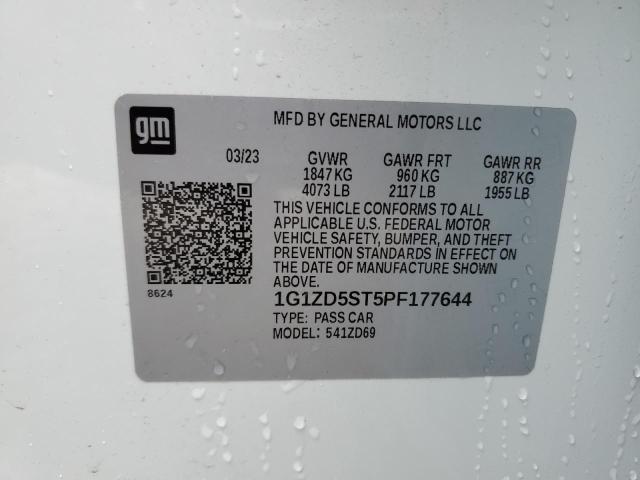 gm
MFD BY GENERAL MOTORS LLC
03/23 GVWR GAWR FRT GAWR RR
1847 KG 960 KG 887 KG
4073 LB 2117 LB 1955 LB
THIS VEHICLE CONFORMS TO ALL
APPLICABLE U.S. FEDERAL MOTOR
VEHICLE SAFETY, BUMPER, AND THEFT
PREVENTION STANDARDS IN EFFECT ON
THE DATE OF MANUFACTURE SHOWN
ABOVE.
8624
1G1ZD5ST5PF177644
TYPE: PASS CAR
MODEL: 541ZD69